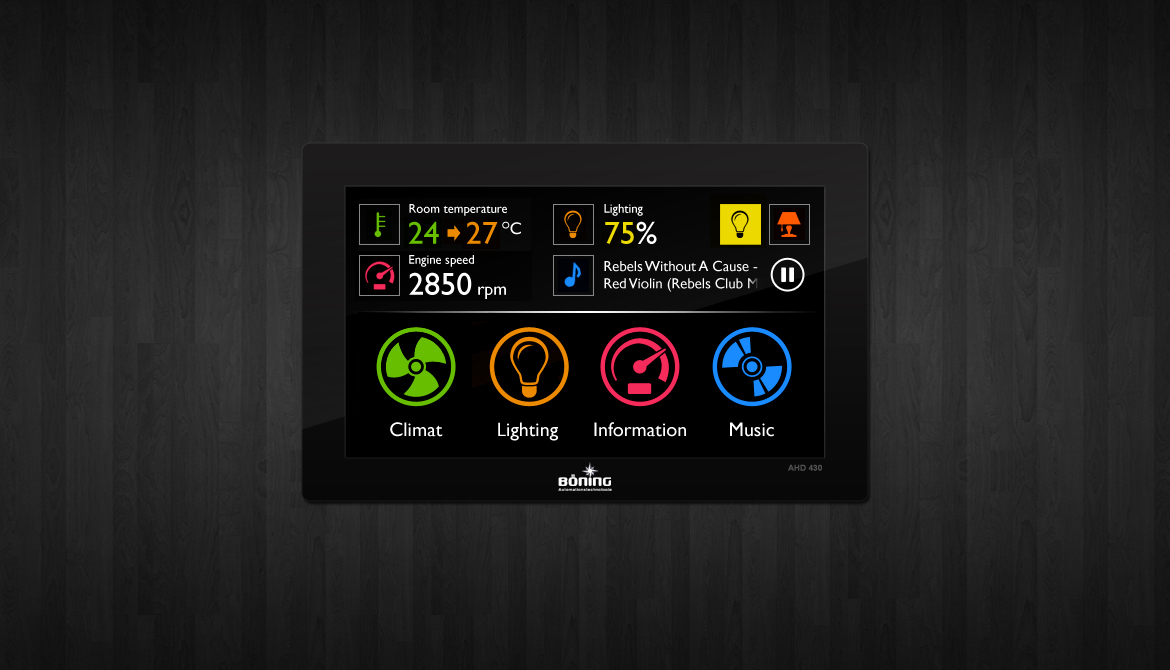 Room temperature
24 27 °C
Lighting
75%
Engine speed
2850 rpm
Rebels Without A Cause -
Red Violin (Rebels Club M
Climat
Lighting
Information
Music
AHD 430
BÖNING
Automationstechnologie